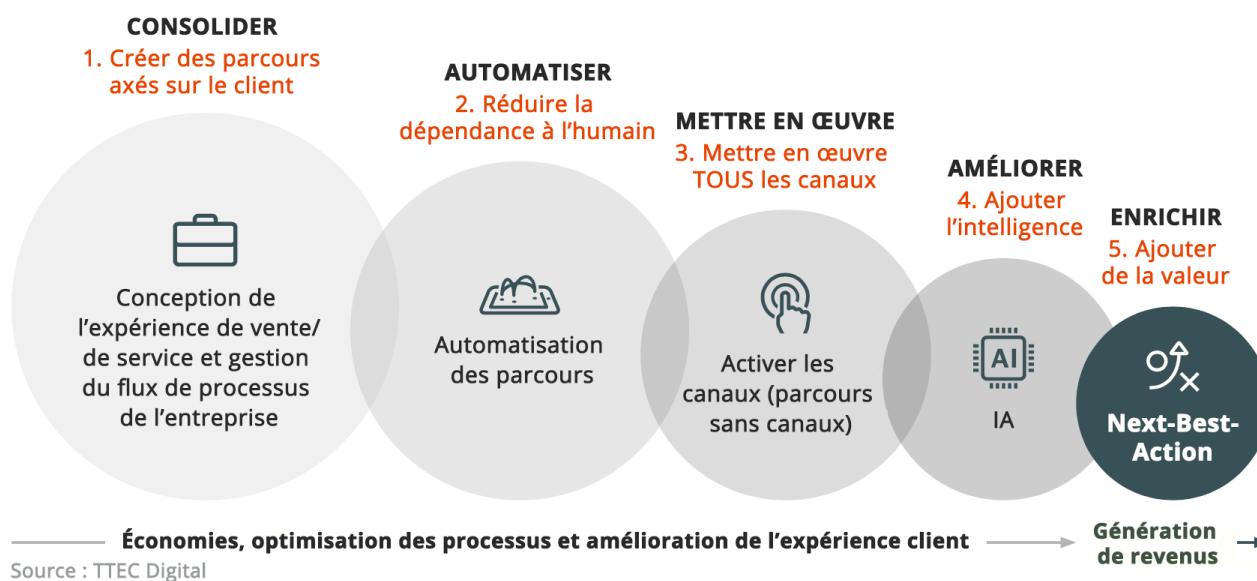 CONSOLIDER
1. Créer des parcours
axés sur le client
AUTOMATISER
2. Réduire la
dépendance à l'humain
METTRE EN ŒUVRE
3. Mettre en œuvre
TOUS les canaux
AMÉLIORER
4. Ajouter
l'intelligence
ENRICHIR
5. Ajouter
de la valeur
Conception de
l'expérience de vente/
de service et gestion
du flux de processus
de l'entreprise
Automatisation
des parcours
Activer les
canaux (parcours
sans canaux)
AI
IA
Next-Best-
Action
Économies, optimisation des processus et amélioration de l'expérience client
Génération
de revenus
Source : TTEC Digital